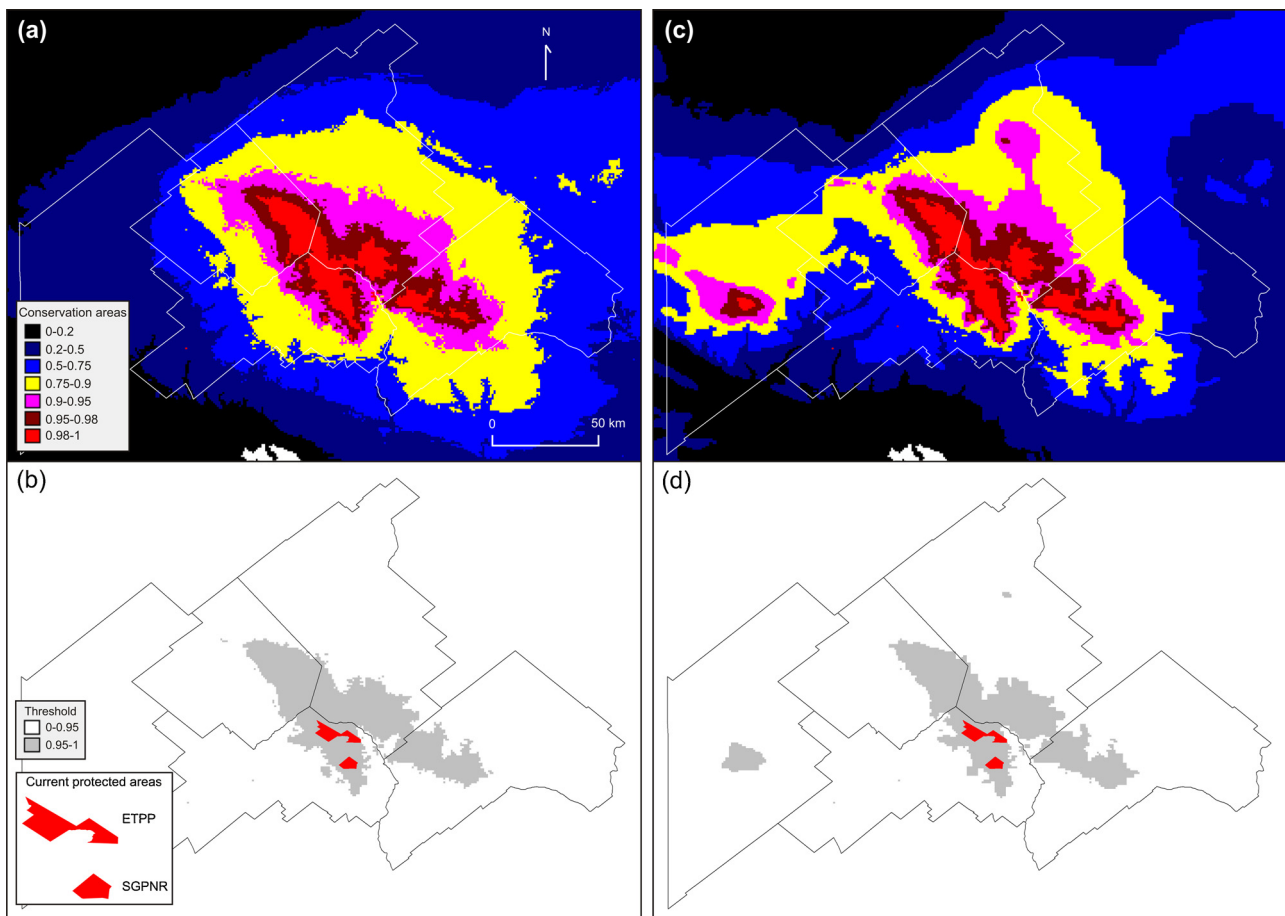 (a)
N
Conservation areas
0-0.2
0.2-0.5
0.5-0.75
0.75-0.9
0.9-0.95
0.95-0.98
0.98-1
0 50 km
(c)
(b)
Threshold
0-0.95
0.95-1
Current protected areas
ETPP
SGPNR
(d)